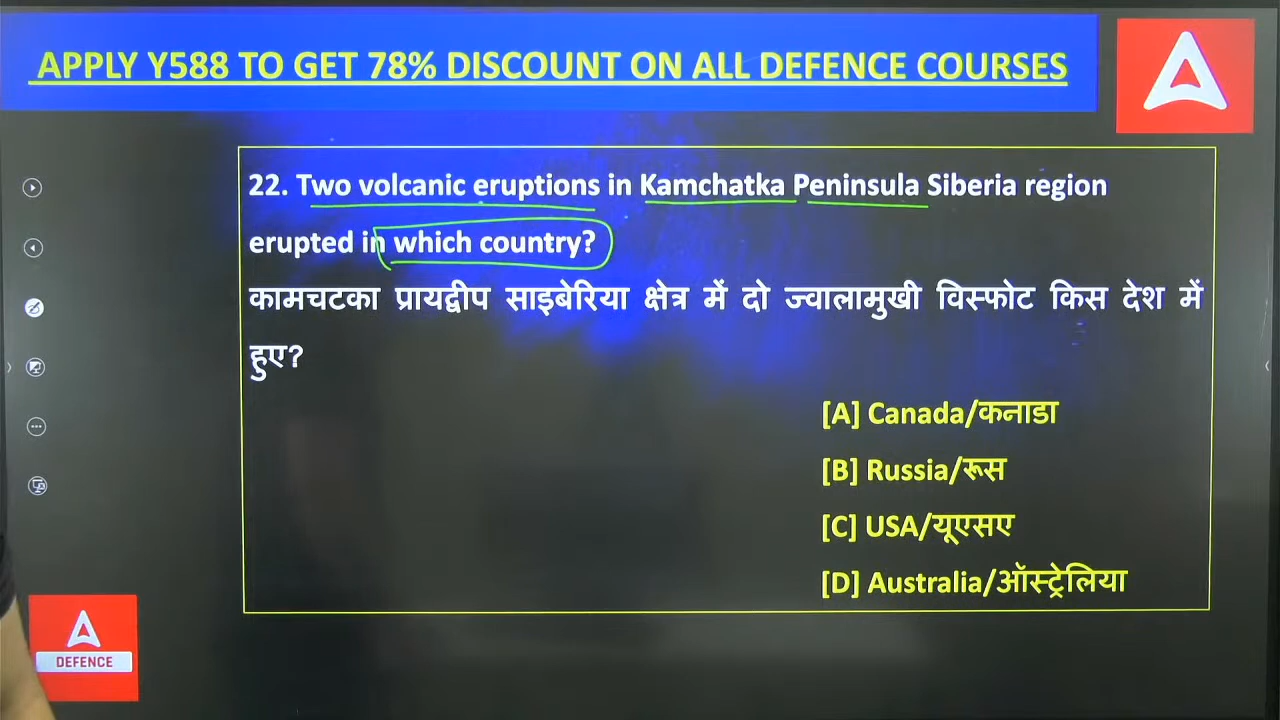 APPLY Y588 TO GET 78% DISCOUNT ON ALL DEFENCE COURSES
22. Two volcanic eruptions in Kamchatka Peninsula Siberia region
erupted in which country?
कामचटका प्रायद्वीप साइबेरिया क्षेत्र में दो ज्वालामुखी विस्फोट किस देश में
हुए?
[A] Canada/कनाडा
[B] Russia/रूस
[C] USA/यूएसए
[D] Australia/ऑस्ट्रेलिया
DEFENCE